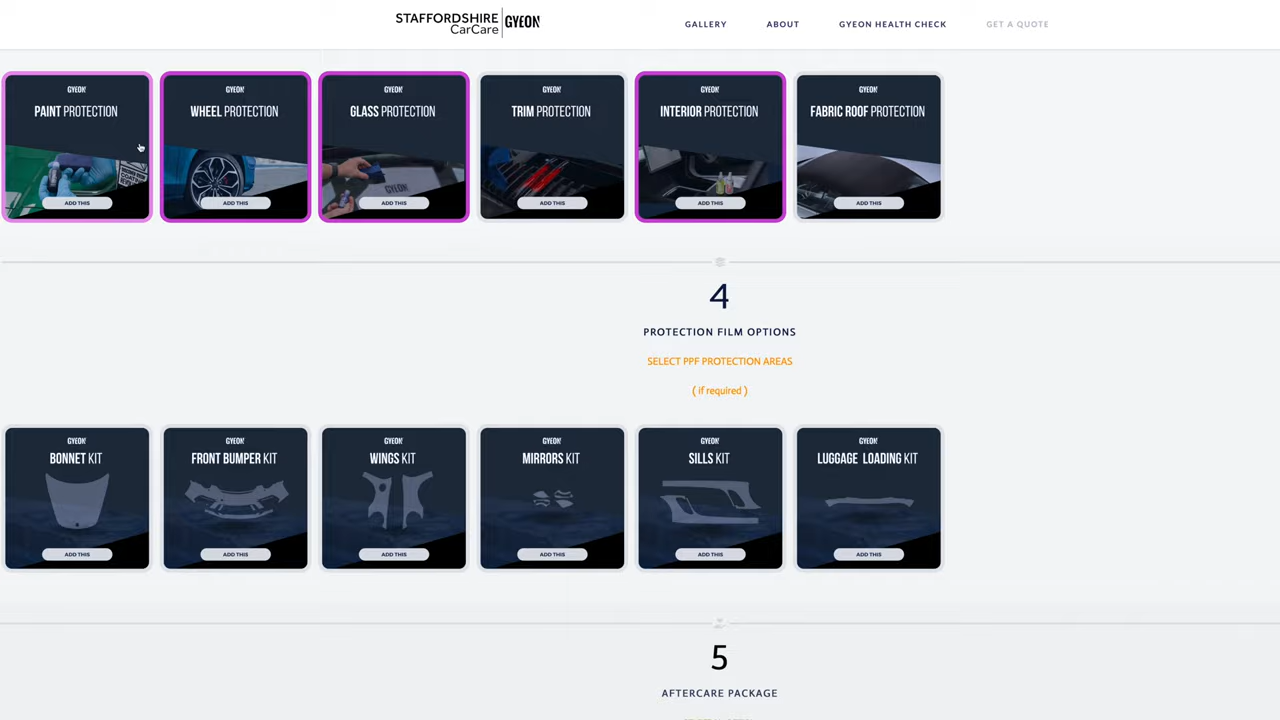 STAFFORDSHIRE
CarCare
GYEON
GALLERY
ABOUT
GYEON HEALTH CHECK
GET A QUOTE
GYEON
PAINT PROTECTION
ADD THIS
GYEON
WHEEL PROTECTION
ADD THIS
GYEON
GLASS PROTECTION
GYEON
ADD THIS
GYEON
TRIM PROTECTION
ADD THIS
GYEON
INTERIOR PROTECTION
ADD THIS
GYEON
FABRIC ROOF PROTECTION
ADD THIS
4
PROTECTION FILM OPTIONS
SELECT PPF PROTECTION AREAS
( if required )
GYEON
BONNET KIT
ADD THIS
GYEON
FRONT BUMPER KIT
ADD THIS
GYEON
WINGS KIT
ADD THIS
GYEON
MIRRORS KIT
ADD THIS
GYEON
SILLS KIT
ADD THIS
GYEON
LUGGAGE LOADING KIT
ADD THIS
5
AFTERCARE PACKAGE